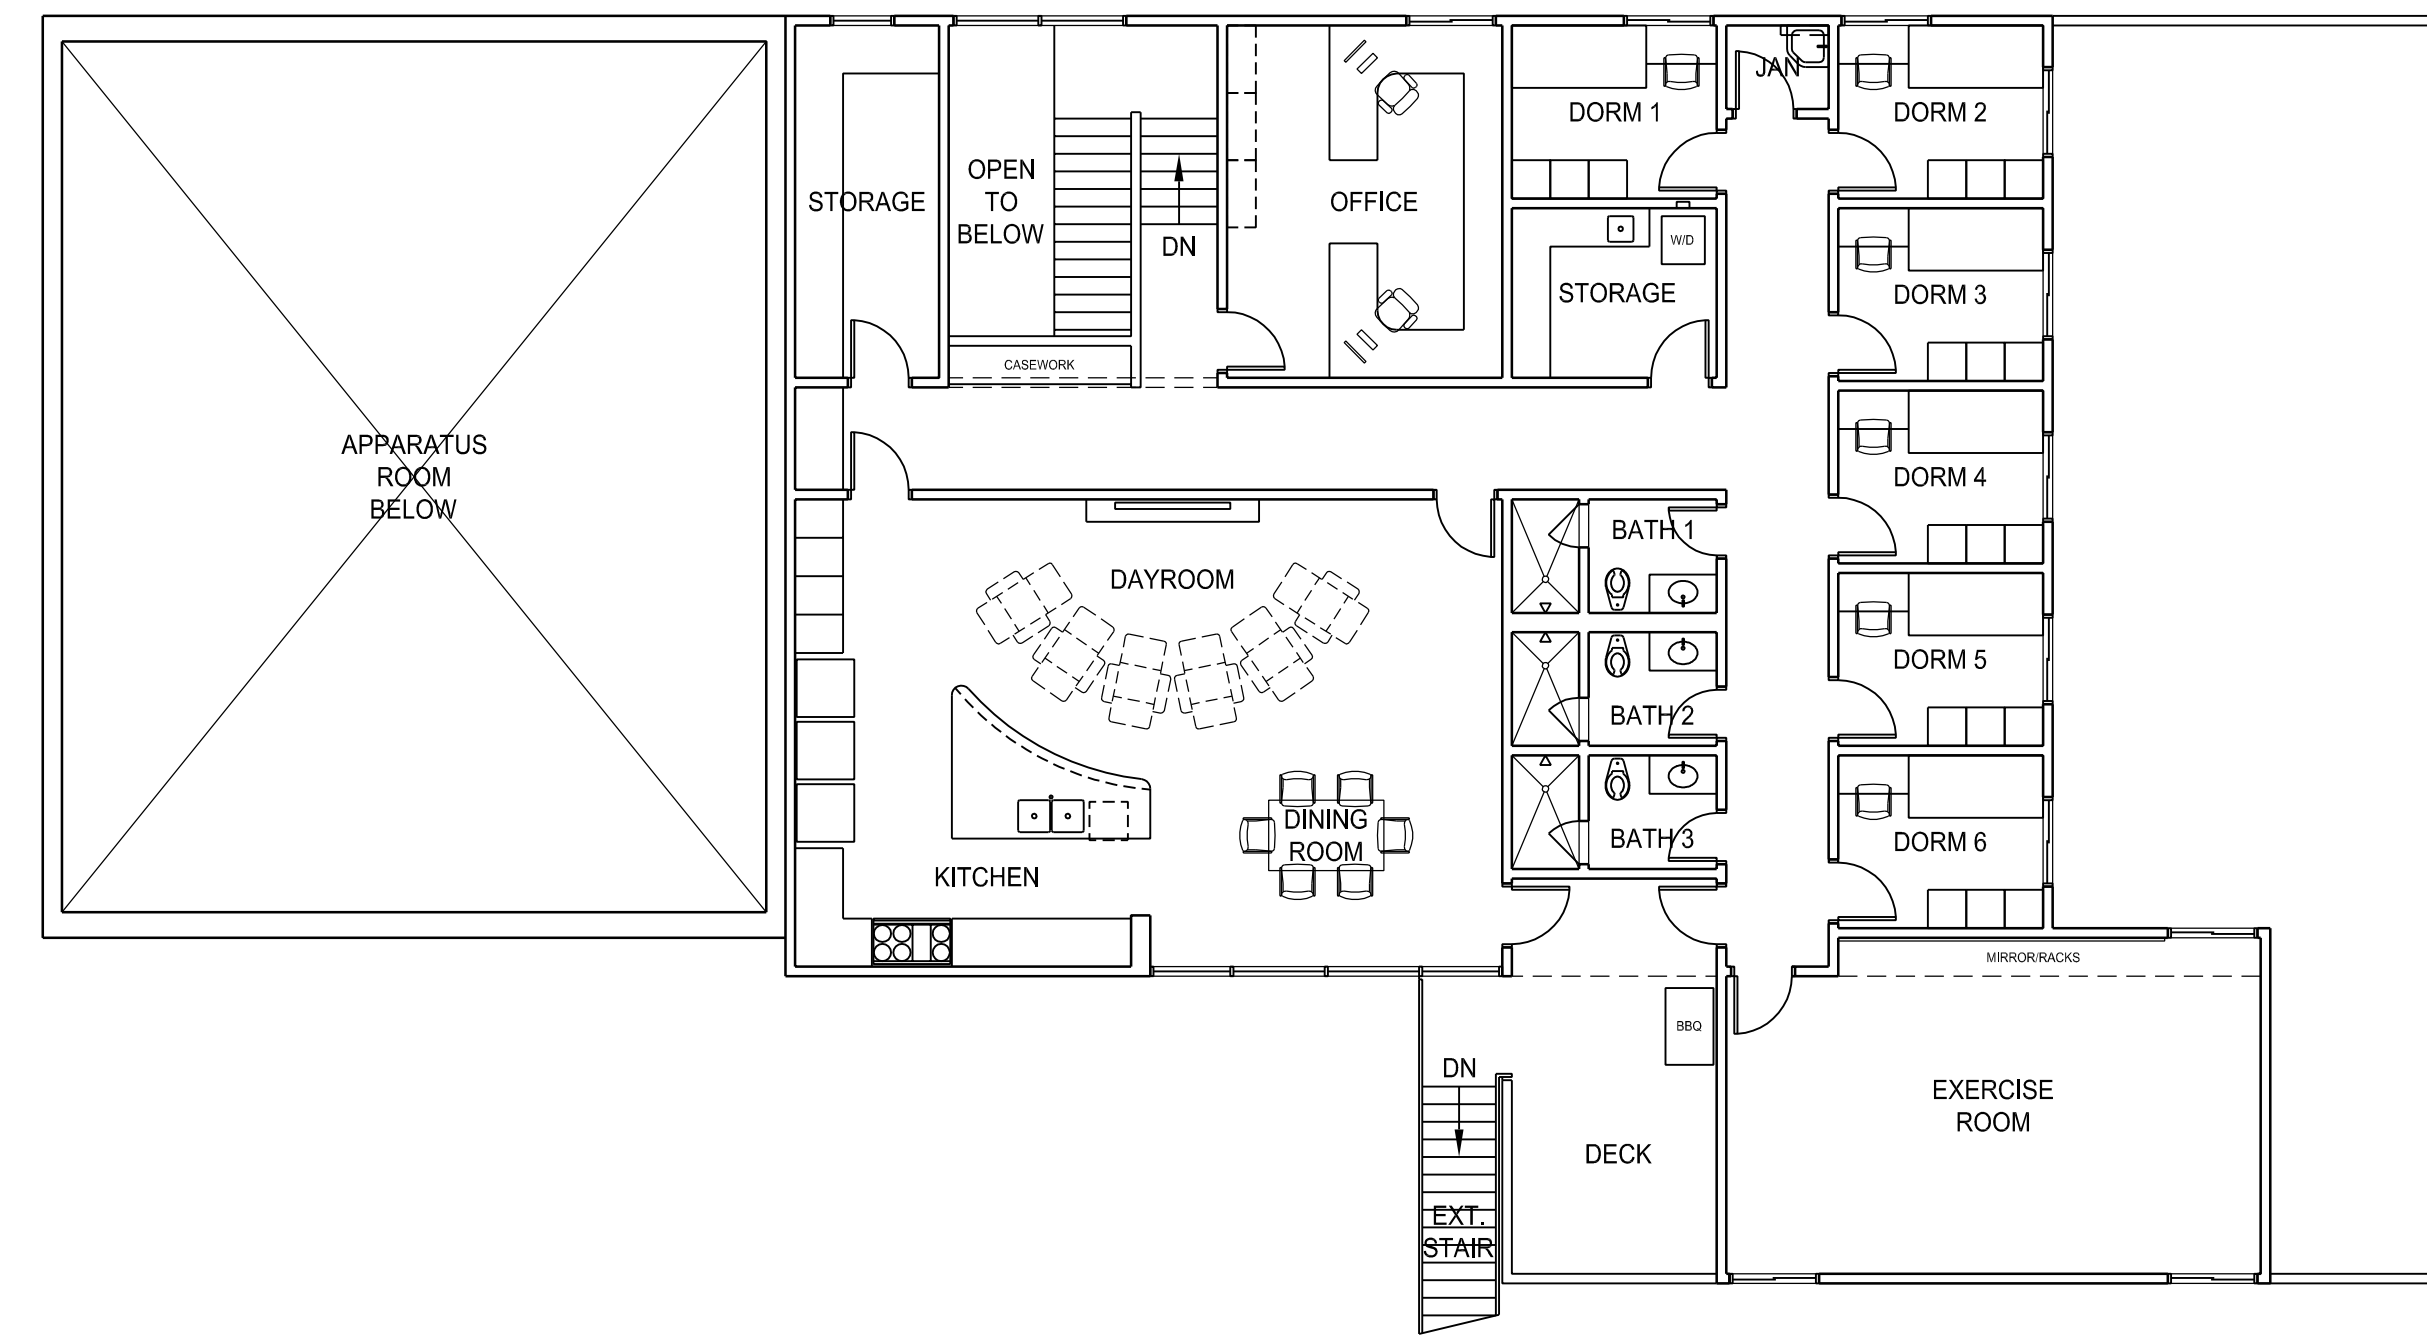 JAN
DORM 1
DORM 2
OPEN
TO
BELOW
STORAGE
OFFICE
DN
W/D
STORAGE
DORM 3
CASEWORK
APPARATUS
ROOM
BELOW
DORM 4
BATH 1
DAYROOM
DORM 5
BATH 2
DINING
ROOM
BATH 3
DORM 6
KITCHEN
MIRROR/RACKS
BBQ
DN
EXERCISE
ROOM
DECK
EXT.
STAIR